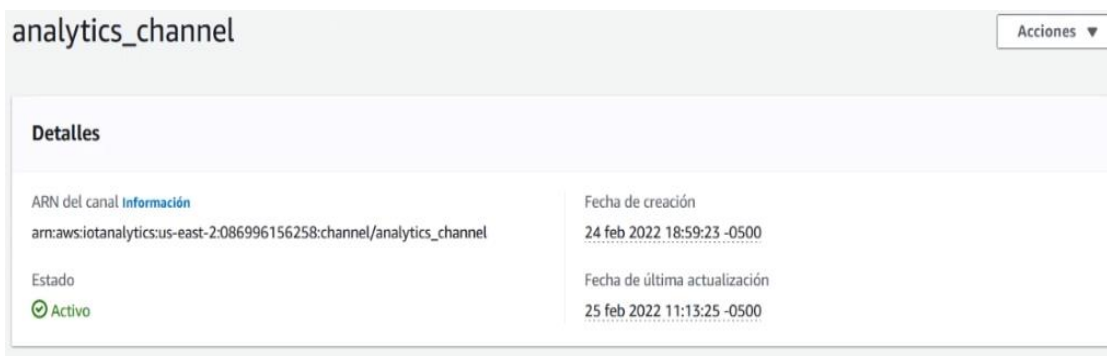 analytics_channel
Acciones ▼
Detalles
ARN del canal Información
arn:aws:iotanalytics:us-east-2:086996156258:channel/analytics_channel
Estado
Activo
Fecha de creación
24 feb 2022 18:59:23 -0500
Fecha de última actualización
25 feb 2022 11:13:25 -0500